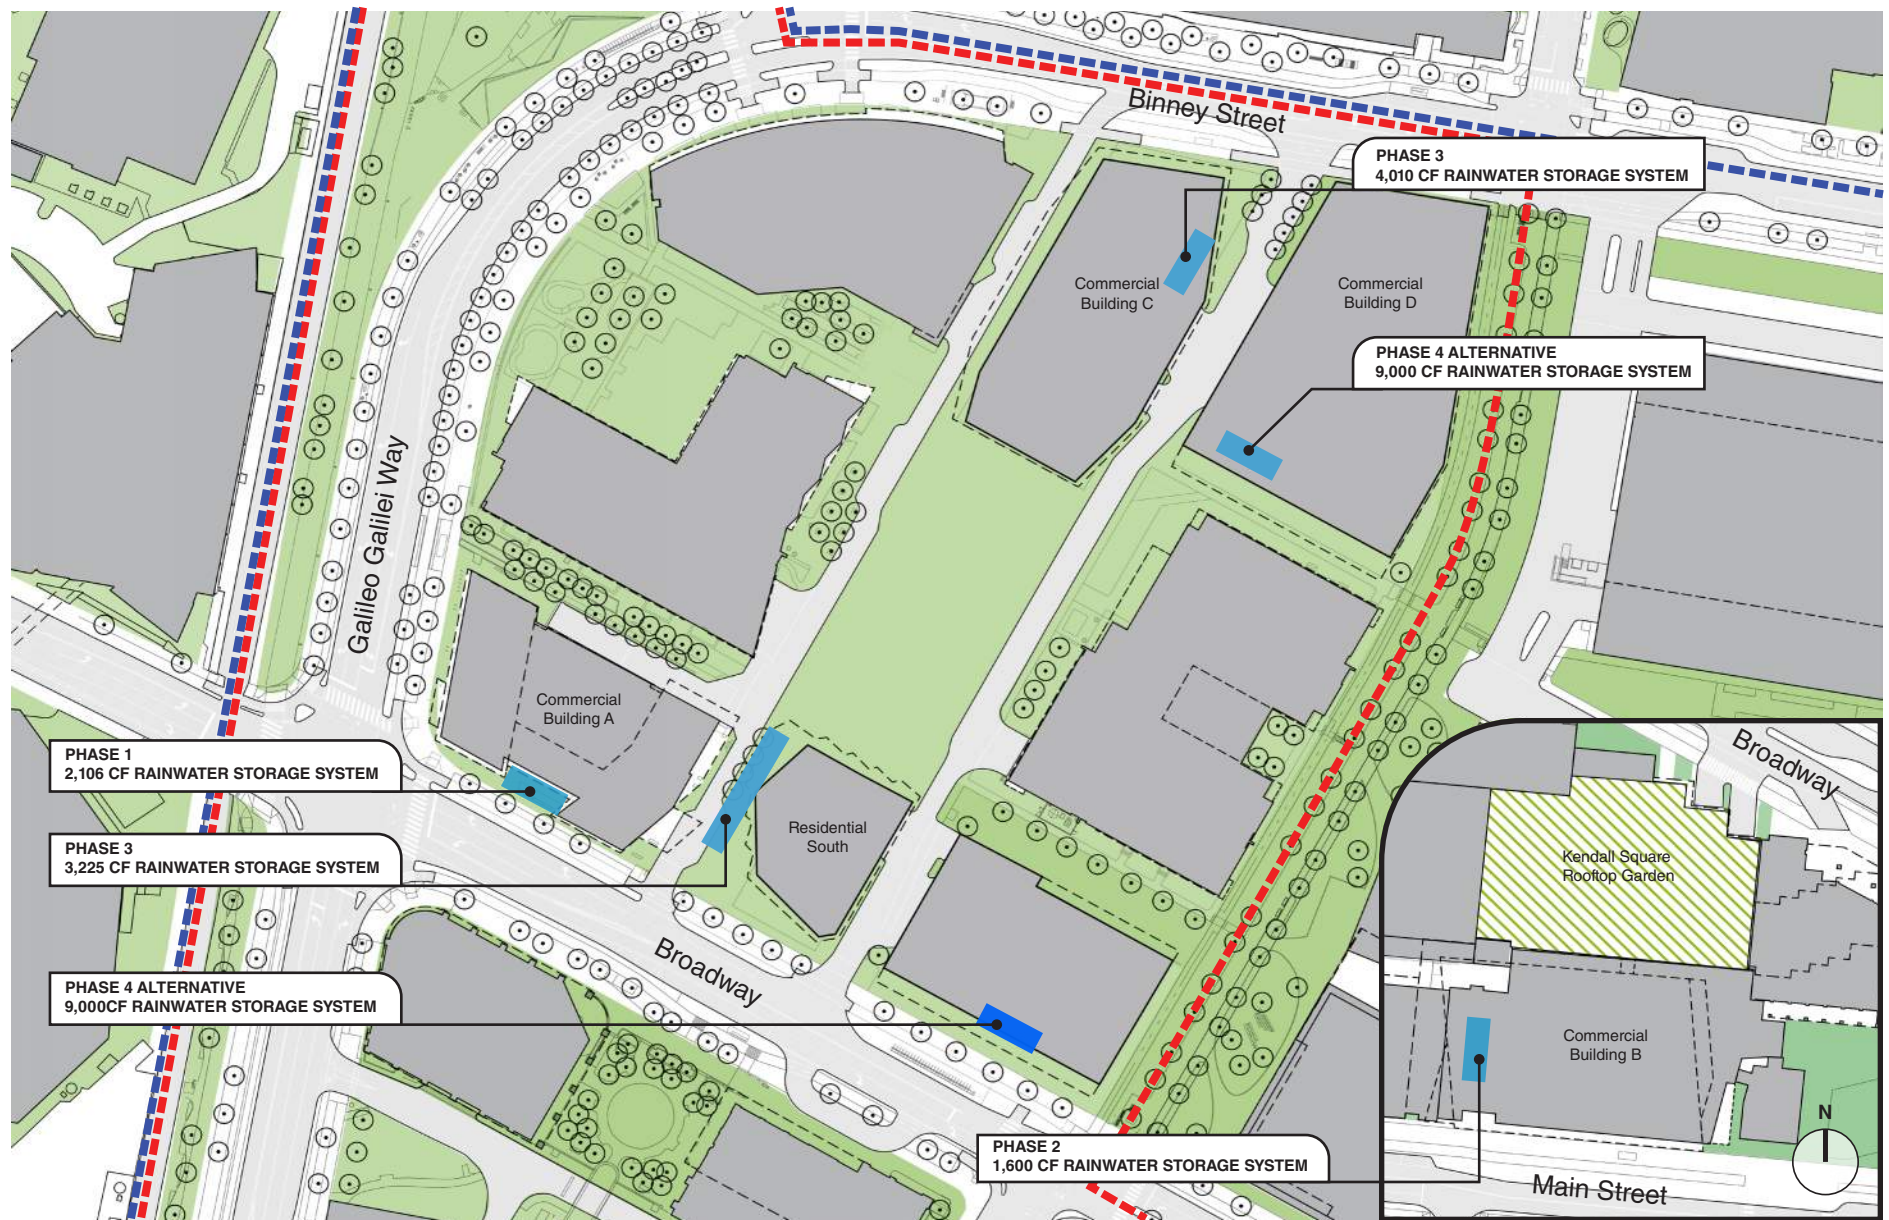 Binney Street
PHASE 3
4,010 CF RAINWATER STORAGE SYSTEM
Commercial
Building C
Commercial
Building D
PHASE 4 ALTERNATIVE
9,000 CF RAINWATER STORAGE SYSTEM
Galileo Galilei Way
Commercial
Building A
PHASE 1
2,106 CF RAINWATER STORAGE SYSTEM
Residential
South
PHASE 3
3,225 CF RAINWATER STORAGE SYSTEM
Broadway
PHASE 4 ALTERNATIVE
9,000CF RAINWATER STORAGE SYSTEM
Broadway
Kendall Square
Rooftop Garden
Commercial
Building B
N
PHASE 2
1,600 CF RAINWATER STORAGE SYSTEM
Main Street